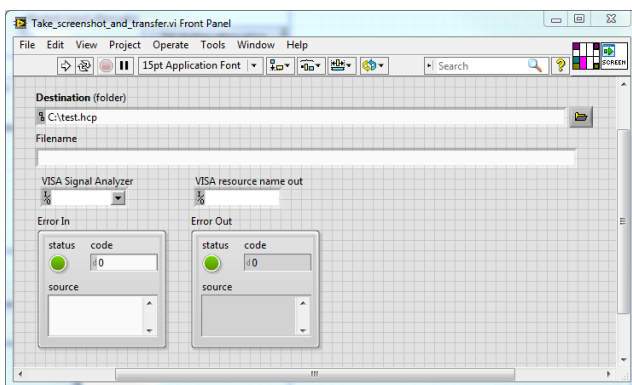 Take_screenshot_and_transfer.vi Front Panel
File Edit View Project Operate Tools Window Help
15pt Application Font Search SCREEN
Destination (folder)
C:\test.hcp
Filename
VISA Signal Analyzer VISA resource name out
Error In Error Out
status code status code
d 0 d 0
source source